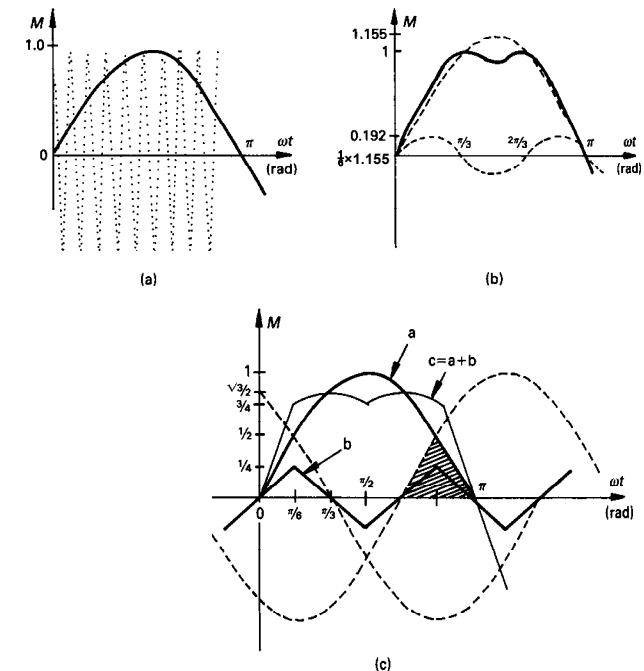 M
1.0
0
π
ωt
(rad)
(a)
M
1.155
1
0.192
1/6×1.155
π/3
2π/3
π
ωt
(rad)
(b)
M
1
√3/2
3/4
1/2
1/4
a
c=a+b
b
0
π/6
π/3
π/2
π
ωt
(rad)
(c)